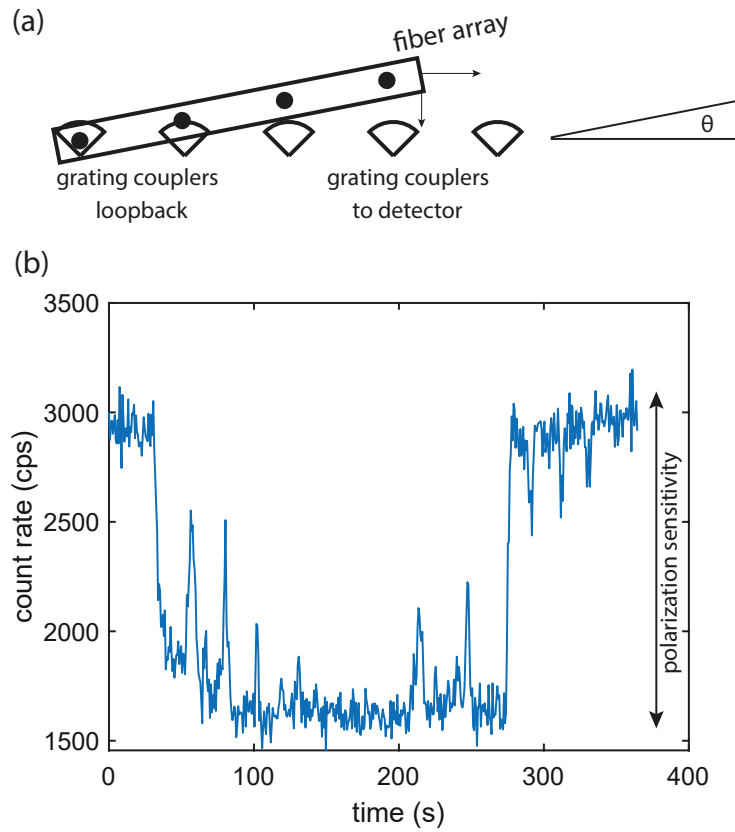 (a)
fiber array
θ
grating couplers
loopback
grating couplers
to detector
(b)
3500
3000
2500
2000
1500
count rate (cps)
polarization sensitivity
0
100
200
300
400
time (s)